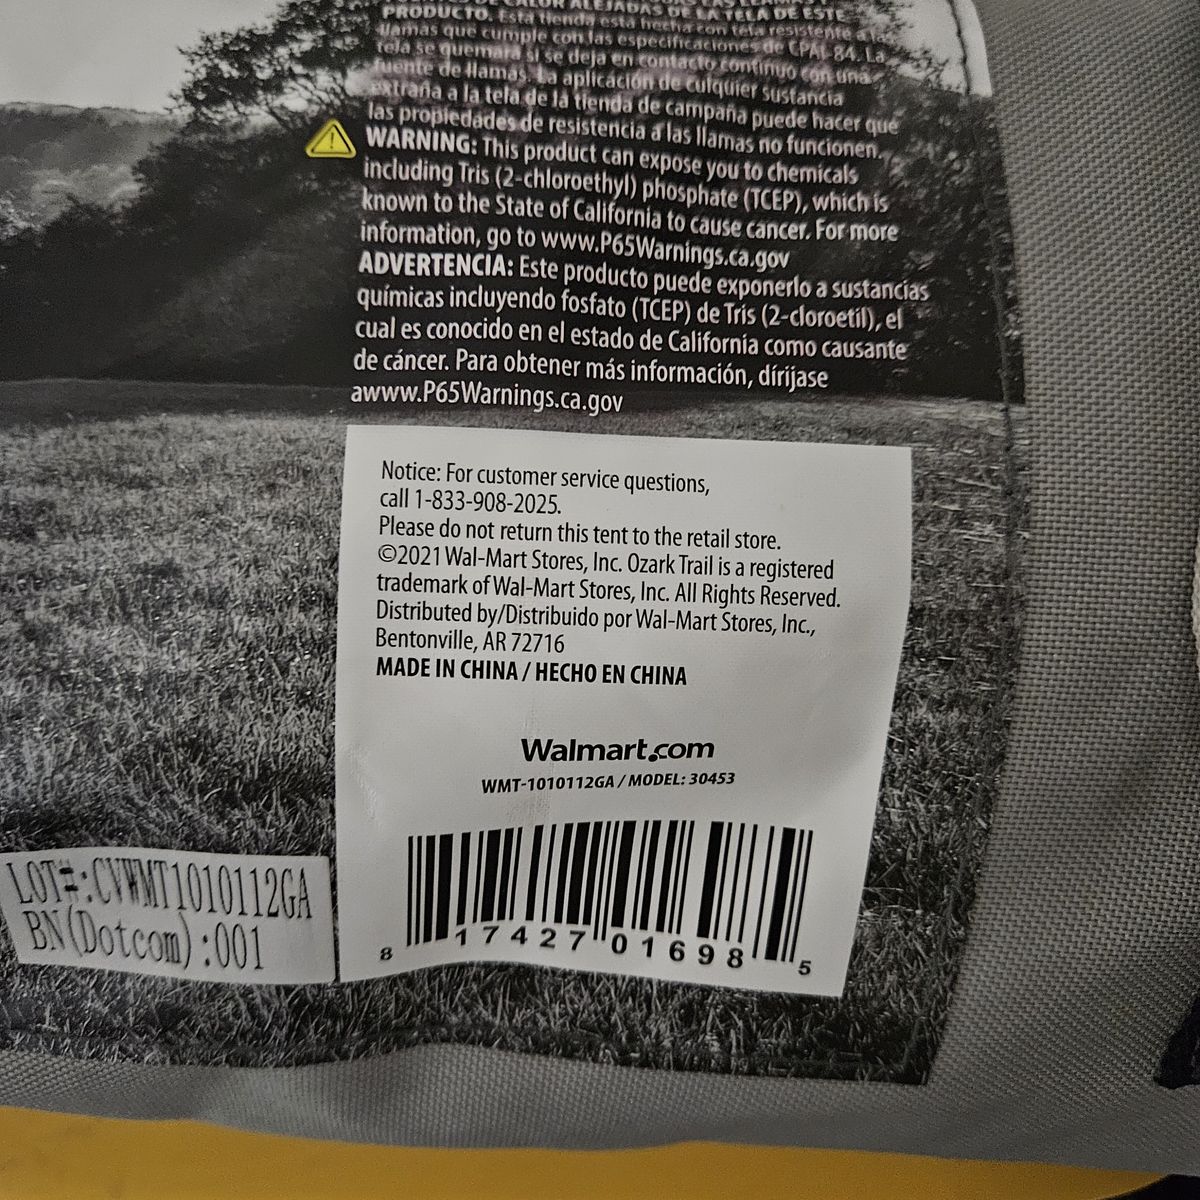 DE CALOR ALEJADAS DE LA TELA DE ESTE
PRODUCTO. Esta tienda está hecha con tela resistente a las
llamas que cumple con las especificaciones de CPAI-84. La
tela se quemará si se deja en contacto continuo con una
fuente de llamas. La aplicación de culquier sustancia
extraña a la tela de la tienda de campaña puede hacer que
las propiedades de resistencia a las llamas no funcionen.
WARNING: This product can expose you to chemicals
including Tris (2-chloroethyl) phosphate (TCEP), which is
known to the State of California to cause cancer. For more
information, go to www.P65Warnings.ca.gov
ADVERTENCIA: Este producto puede exponerlo a sustancias
químicas incluyendo fosfato (TCEP) de Tris (2-cloroetil), el
cual es conocido en el estado de California como causante
de cáncer. Para obtener más información, díríjase
awww.P65Warnings.ca.gov
Notice: For customer service questions,
call 1-833-908-2025.
Please do not return this tent to the retail store.
©2021 Wal-Mart Stores, Inc. Ozark Trail is a registered
trademark of Wal-Mart Stores, Inc. All Rights Reserved.
Distributed by/Distribuido por Wal-Mart Stores, Inc.,
Bentonville, AR 72716
MADE IN CHINA / HECHO EN CHINA
Walmart.com
WMT-1010112GA / MODEL: 30453
8 17427 01698 5
LOT#:CVWMT1010112GA
BN(Dotcom):001